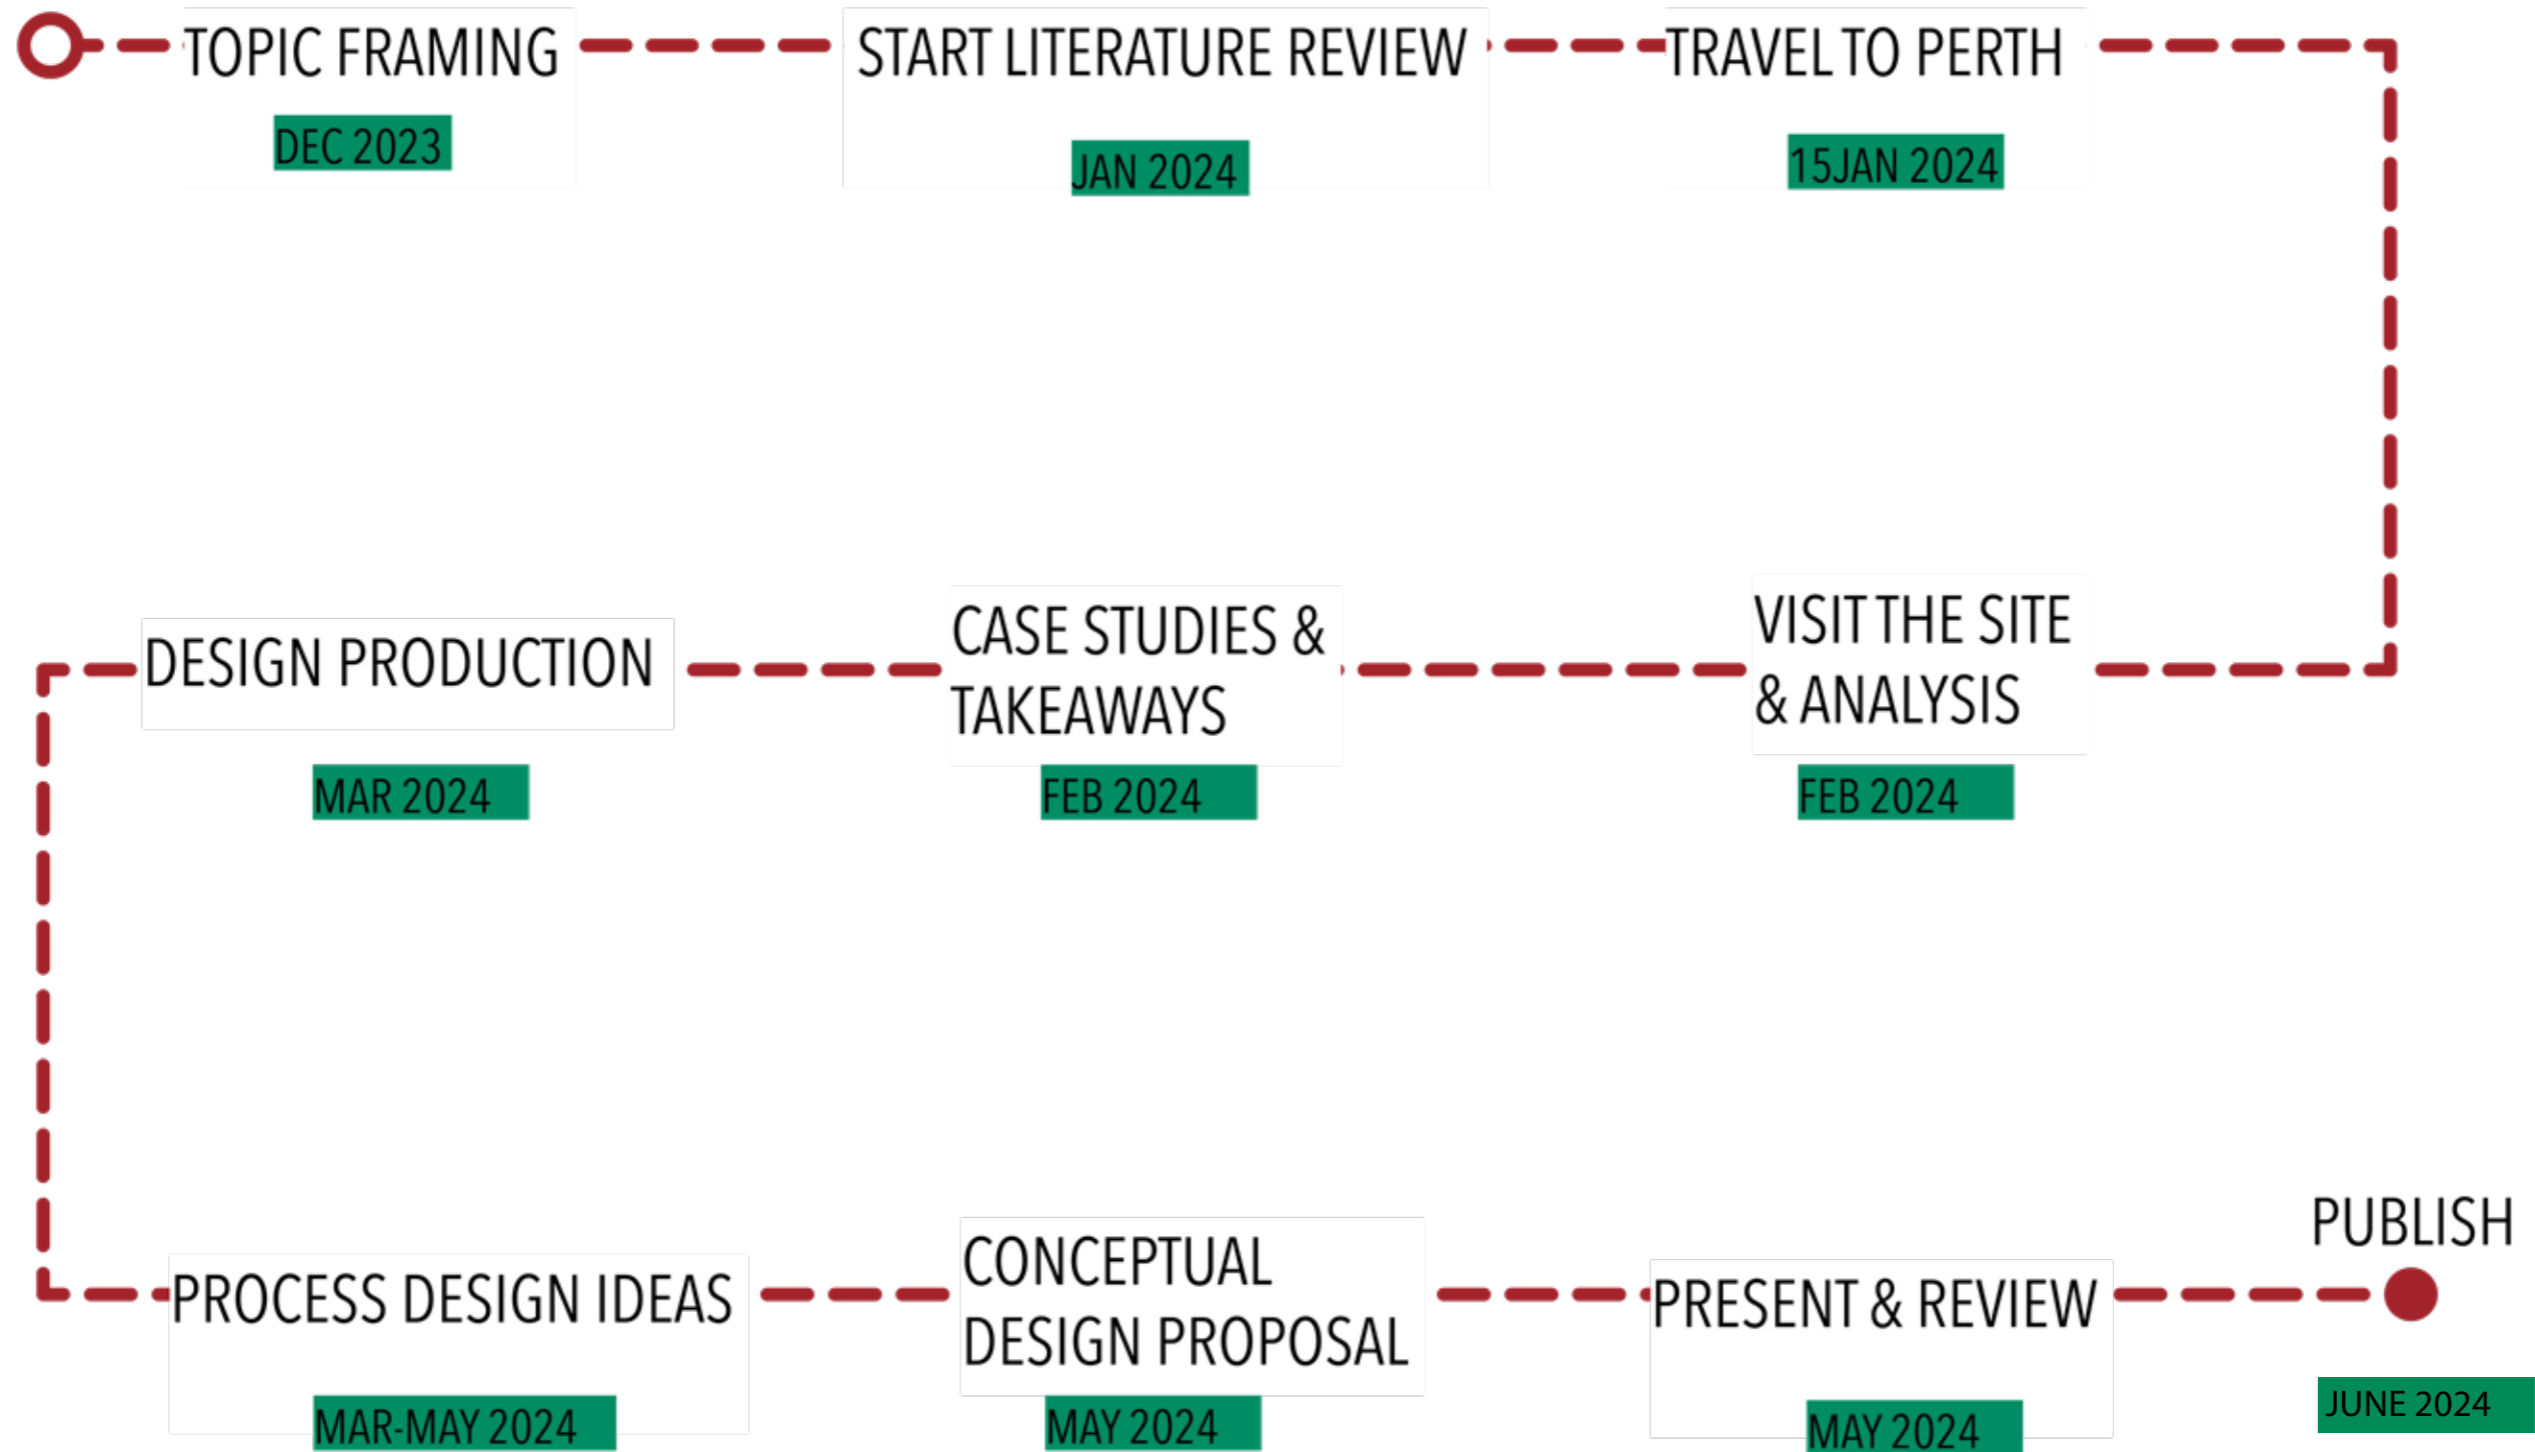 TOPIC FRAMING
DEC 2023
START LITERATURE REVIEW
JAN 2024
TRAVEL TO PERTH
15JAN 2024
VISIT THE SITE
& ANALYSIS
FEB 2024
CASE STUDIES &
TAKEAWAYS
FEB 2024
DESIGN PRODUCTION
MAR 2024
PROCESS DESIGN IDEAS
MAR-MAY 2024
CONCEPTUAL
DESIGN PROPOSAL
MAY 2024
PRESENT & REVIEW
MAY 2024
PUBLISH
JUNE 2024